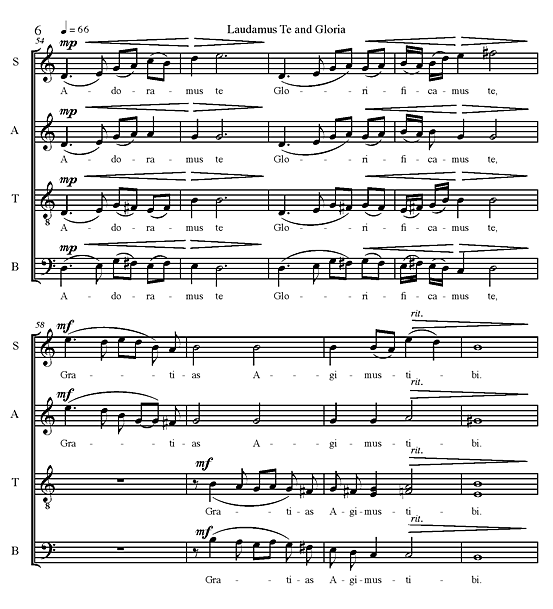 6 ♩ = 66 Laudamus Te and Gloria
54 mp
S
A - do - ra - mus te Glo - ri - fi - ca - mus te,
mp
A
A - do - ra - mus te Glo - ri - fi - ca - mus te,
mp
T
8
A - do - ra - mus te Glo - ri - fi - ca - mus te,
mp
B
A - do - ra - mus te Glo - ri - fi - ca - mus te,
58 mf rit.
S
Gra - ti - as A - gi - mus - ti - bi.
mf rit.
A
Gra - ti - as A - gi - mus - ti - bi.
mf rit.
T
8
Gra - ti - as A - gi - mus - ti - bi.
mf rit.
B
Gra - ti - as A - gi - mus - ti - bi.